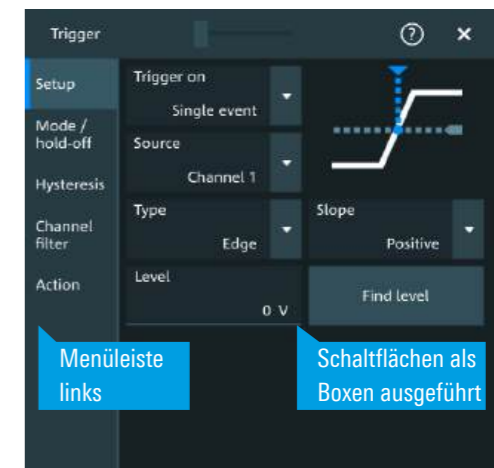 Trigger
?
Setup
Mode /
hold-off
Hysteresis
Channel
filter
Action
Trigger on
Single event
Source
Channel 1
Type
Edge
Slope
Positive
Level
0 V
Find level
Menüleiste
links
Schaltflächen als
Boxen ausgeführt